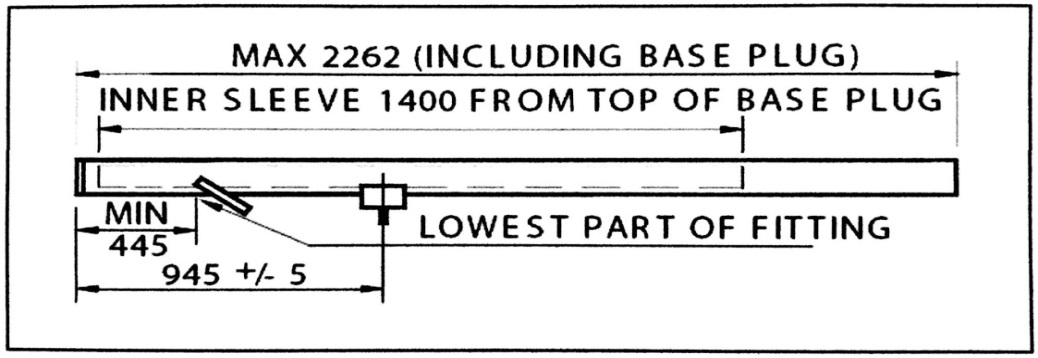 MAX 2262 (INCLUDING BASE PLUG)
INNER SLEEVE 1400 FROM TOP OF BASE PLUG
MIN
445
LOWEST PART OF FITTING
945 +/- 5